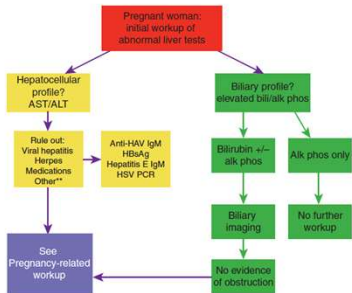 Pregnant woman:
initial workup of
abnormal liver tests
Hepatocellular
profile?
AST/ALT
Biliary profile?
elevated bili/alk phos
Rule out:
Viral hepatitis
Herpes
Medications
Other**
Anti-HAV IgM
HBsAg
Hepatitis E IgM
HSV PCR
Bilirubin +/–
alk phos
Alk phos only
See
Pregnancy-related
workup
Biliary
imaging
No further
workup
No evidence
of obstruction